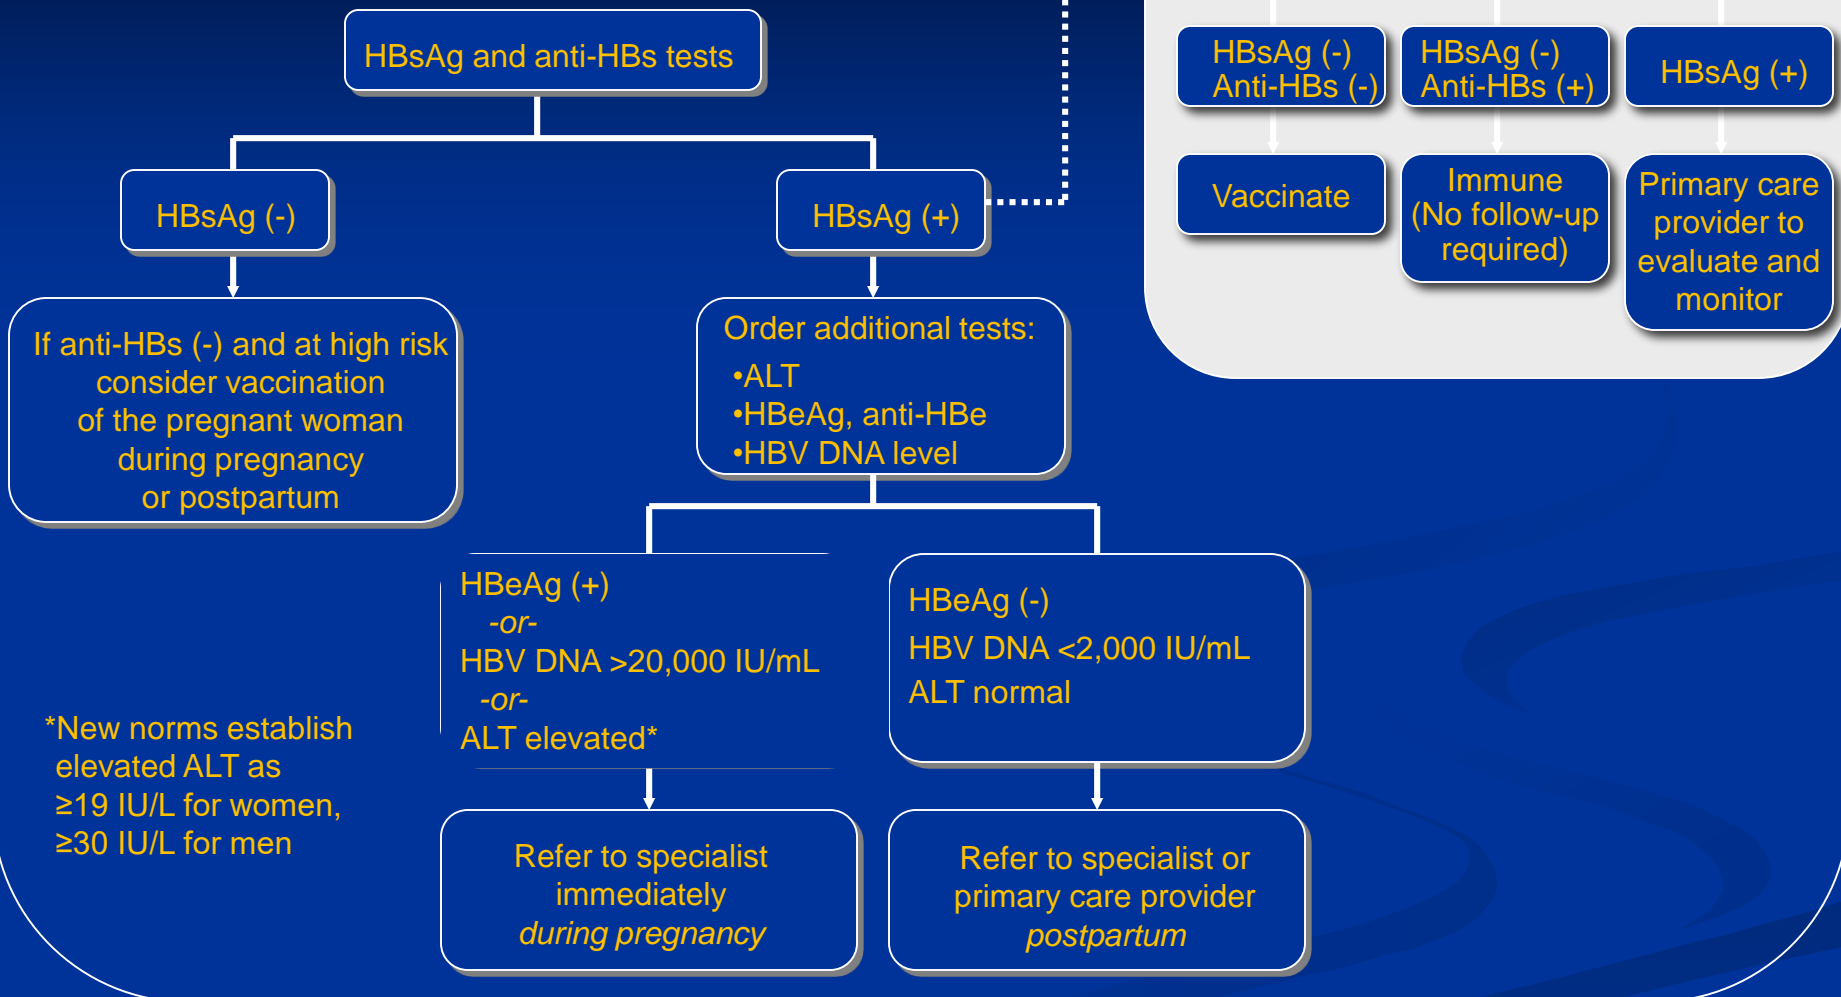 HBsAg and anti-HBs tests
HBsAg (-)
HBsAg (+)
If anti-HBs (-) and at high risk
consider vaccination
of the pregnant woman
during pregnancy
or postpartum
Order additional tests:
•ALT
•HBeAg, anti-HBe
•HBV DNA level
HBeAg (+)
-or-
HBV DNA >20,000 IU/mL
-or-
ALT elevated*
HBeAg (-)
HBV DNA <2,000 IU/mL
ALT normal
*New norms establish
elevated ALT as
≥19 IU/L for women,
≥30 IU/L for men
Refer to specialist
immediately
during pregnancy
Refer to specialist or
primary care provider
postpartum
HBsAg (-)
Anti-HBs (-)
HBsAg (-)
Anti-HBs (+)
HBsAg (+)
Vaccinate
Immune
(No follow-up
required)
Primary care
provider to
evaluate and
monitor